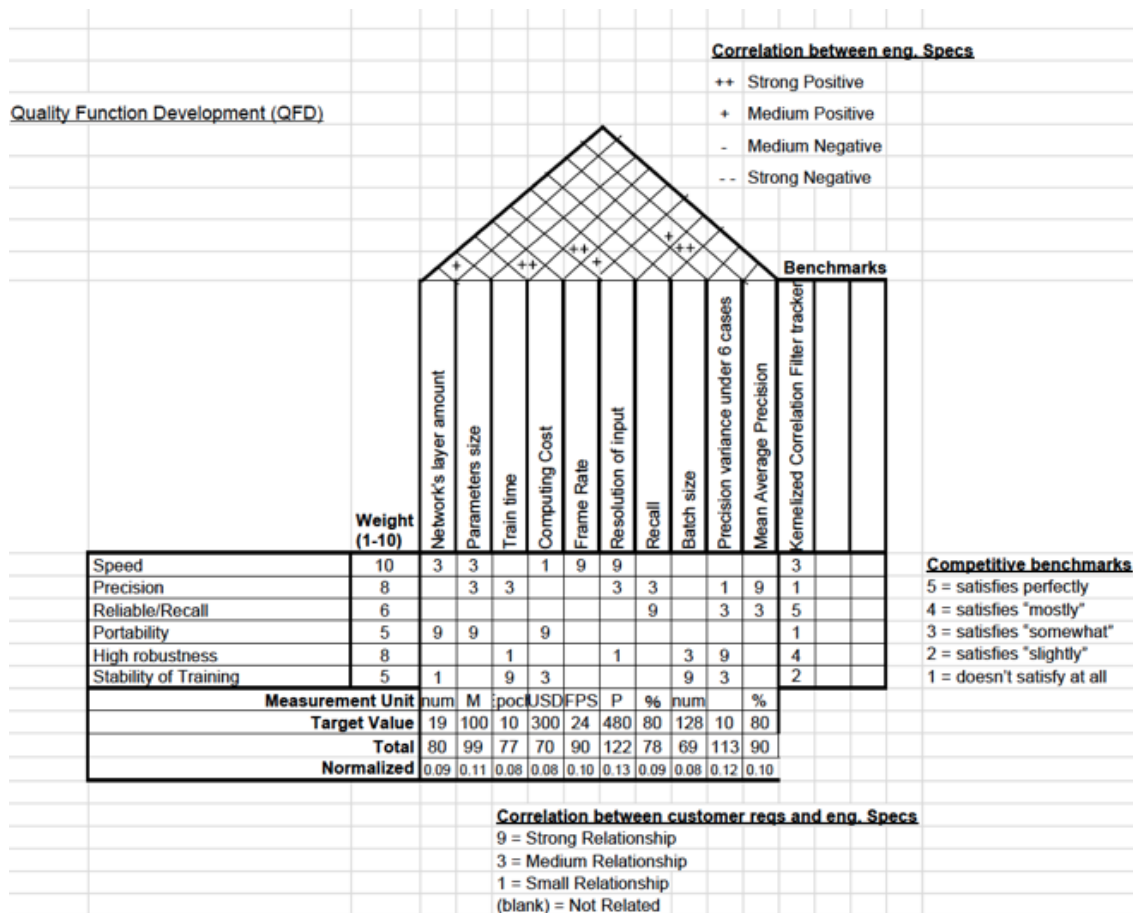 Correlation between eng. Specs
++ Strong Positive
Quality Function Development (QFD)
+ Medium Positive
- Medium Negative
-- Strong Negative
+ ++
++ +
+ ++
Benchmarks
Weight (1-10)
Network's layer amount
Parameters size
Train time
Computing Cost
Frame Rate
Resolution of input
Recall
Batch size
Precision variance under 6 cases
Mean Average Precision
Kernelized Correlation Filter tracker
Speed 10 3 3 1 9 9 3
Precision 8 3 3 3 3 1 9 1
Reliable/Recall 6 9 3 3 5
Portability 5 9 9 9 1
High robustness 8 1 1 3 9 4
Stability of Training 5 1 9 3 9 3 2
Measurement Unit num M Epoch USD FPS P % num %
Target Value 19 100 10 300 24 480 80 128 10 80
Total 80 99 77 70 90 122 78 69 113 90
Normalized 0.09 0.11 0.08 0.08 0.10 0.13 0.09 0.08 0.12 0.10
Competitive benchmarks
5 = satisfies perfectly
4 = satisfies "mostly"
3 = satisfies "somewhat"
2 = satisfies "slightly"
1 = doesn't satisfy at all
Correlation between customer reqs and eng. Specs
9 = Strong Relationship
3 = Medium Relationship
1 = Small Relationship
(blank) = Not Related